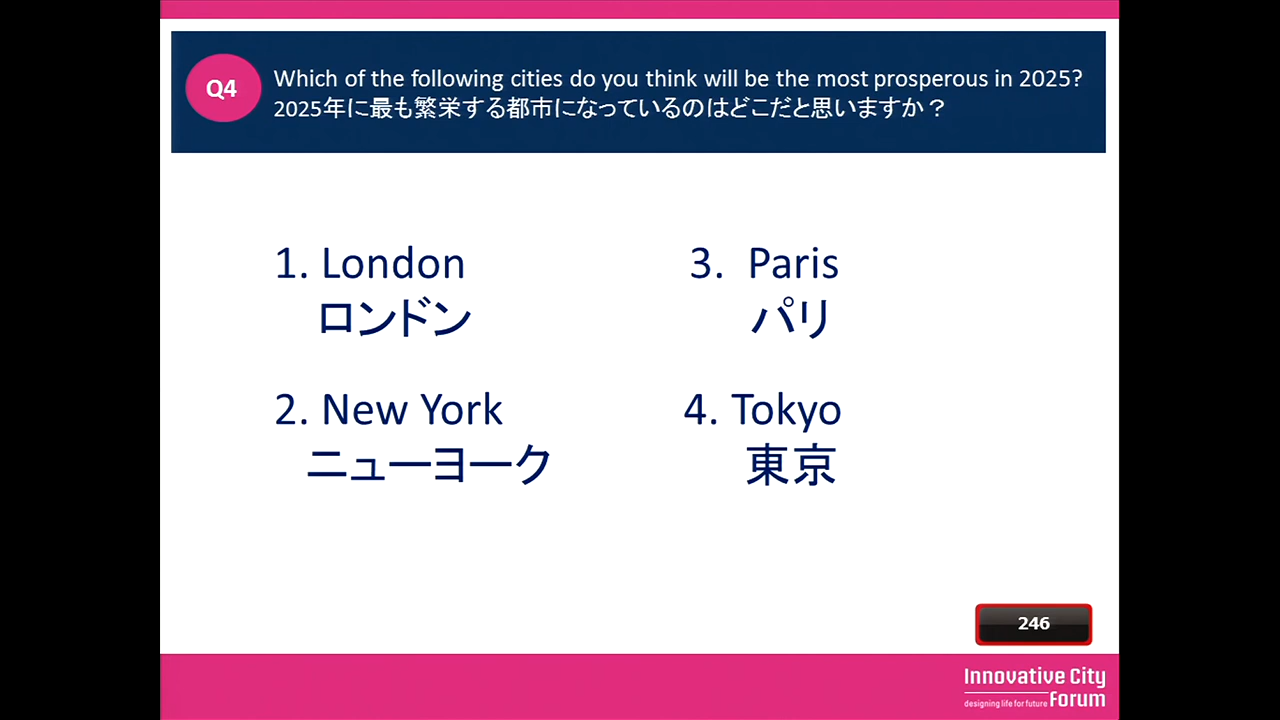 Q4
Which of the following cities do you think will be the most prosperous in 2025?
2025年に最も繁栄する都市になっているのはどこだと思いますか？
1. London
ロンドン
2. New York
ニューヨーク
3. Paris
パリ
4. Tokyo
東京
246
Innovative City
designing life for future Forum